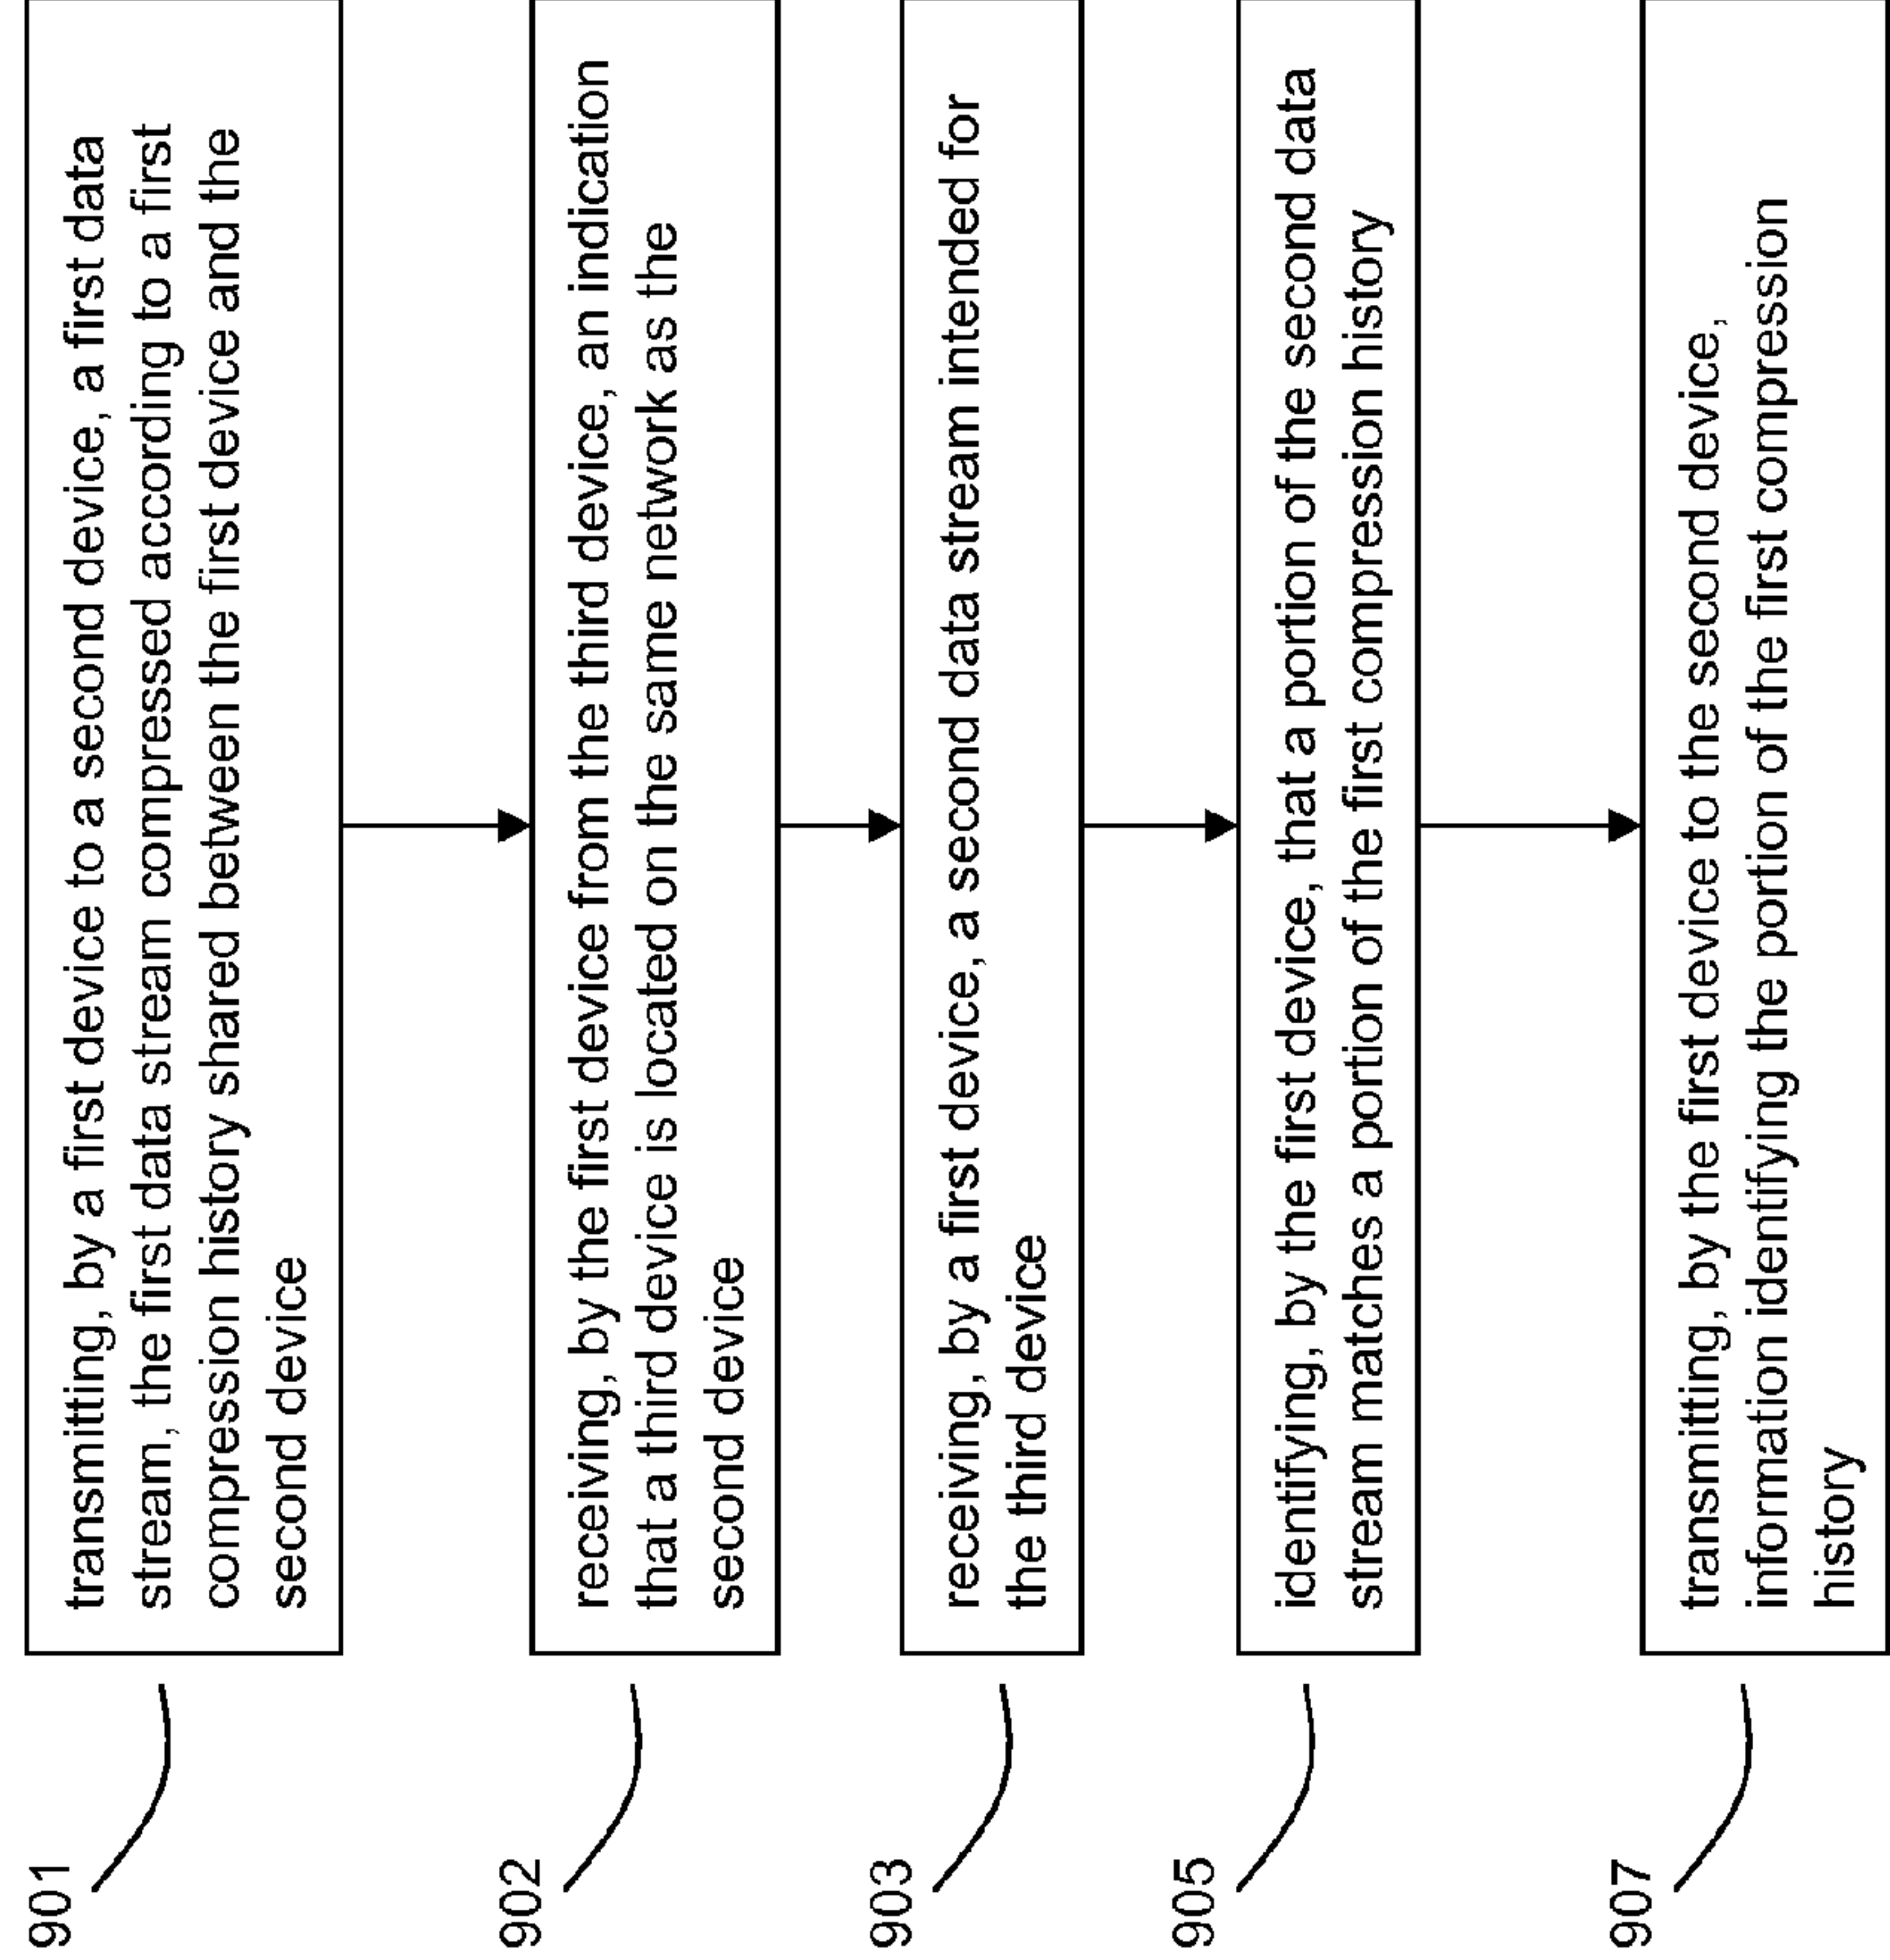 901
transmitting, by a first device to a second device, a first data
stream, the first data stream compressed according to a first
compression history shared between the first device and the
second device
902
receiving, by the first device from the third device, an indication
that a third device is located on the same network as the
second device
903
receiving, by a first device, a second data stream intended for
the third device
905
identifying, by the first device, that a portion of the second data
stream matches a portion of the first compression history
907
transmitting, by the first device to the second device,
information identifying the portion of the first compression
history